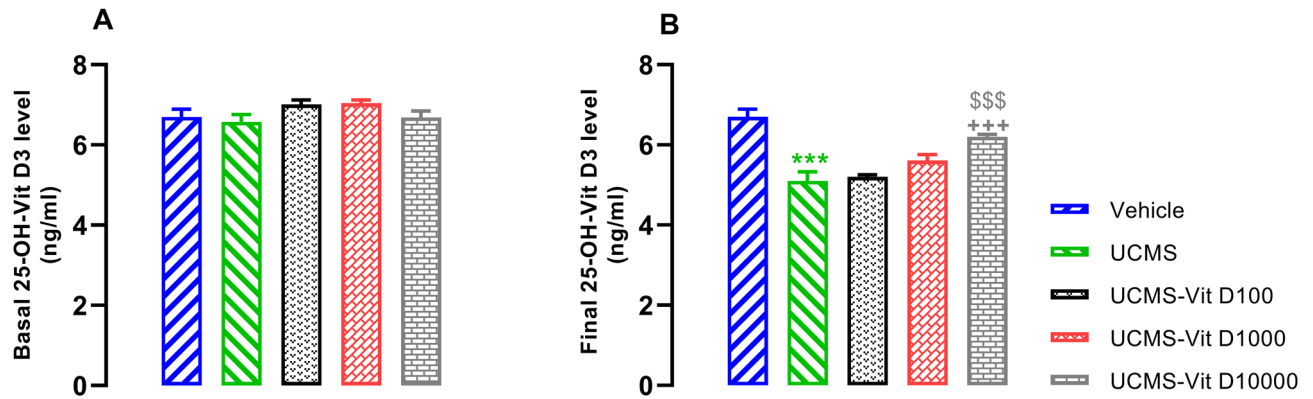 A
Basal 25-OH-Vit D3 level
(ng/ml)
8
6
4
2
0
B
Final 25-OH-Vit D3 level
(ng/ml)
8
6
4
2
0
***
$$$
+++
Vehicle
UCMS
UCMS-Vit D100
UCMS-Vit D1000
UCMS-Vit D10000